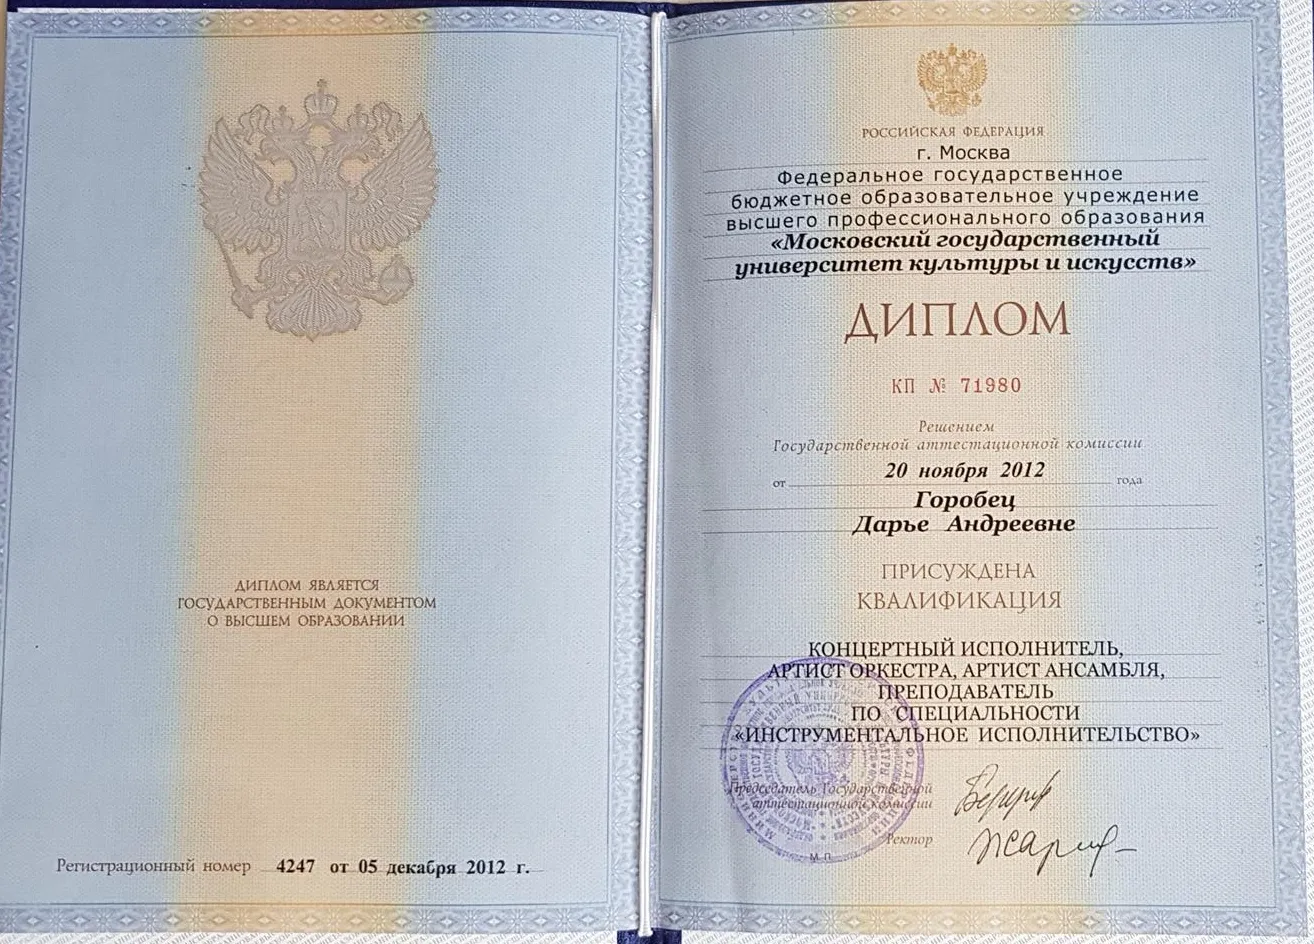 ДИПЛОМ ЯВЛЯЕТСЯ
ГОСУДАРСТВЕННЫМ ДОКУМЕНТОМ
О ВЫСШЕМ ОБРАЗОВАНИИ
Регистрационный номер 4247 от 05 декабря 2012 г.
РОССИЙСКАЯ ФЕДЕРАЦИЯ
г. Москва
Федеральное государственное
бюджетное образовательное учреждение
высшего профессионального образования
«Московский государственный
университет культуры и искусств»
ДИПЛОМ
КП № 71980
Решением
Государственной аттестационной комиссии
от 20 ноября 2012 года
Горобец
Дарье Андреевне
ПРИСУЖДЕНА
КВАЛИФИКАЦИЯ
КОНЦЕРТНЫЙ ИСПОЛНИТЕЛЬ,
АРТИСТ ОРКЕСТРА, АРТИСТ АНСАМБЛЯ,
ПРЕПОДАВАТЕЛЬ
ПО СПЕЦИАЛЬНОСТИ
«ИНСТРУМЕНТАЛЬНОЕ ИСПОЛНИТЕЛЬСТВО»
Председатель Государственной
аттестационной комиссии
Ректор
М.П.